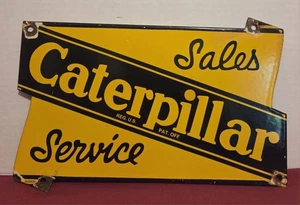 Sales
Caterpillar
REG. U.S. PAT. OFF.
Service